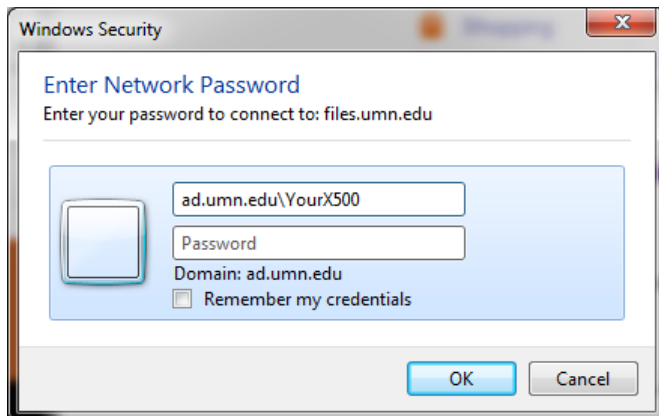 Windows Security
Enter Network Password
Enter your password to connect to: files.umn.edu
ad.umn.edu\YourX500
Password
Domain: ad.umn.edu
Remember my credentials
OK Cancel